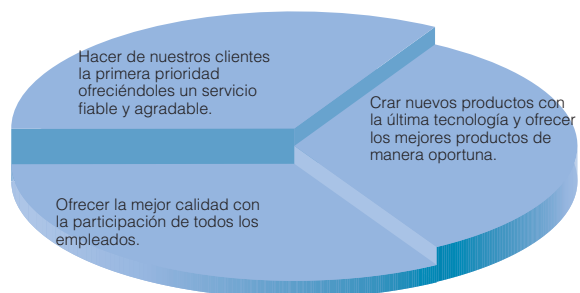 Hacer de nuestros clientes
la primera prioridad
ofreciéndoles un servicio
fiable y agradable.
Crar nuevos productos con
la última tecnología y ofrecer
los mejores productos de
manera oportuna.
Ofrecer la mejor calidad con
la participación de todos los
empleados.